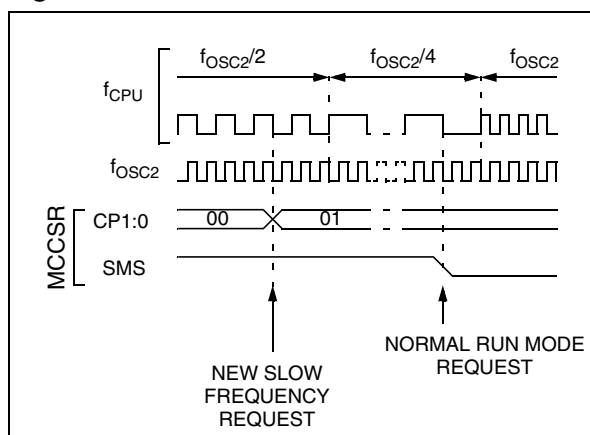 fOSC2/2 fOSC2/4 fOSC2
fCPU
fOSC2
MCCSR
CP1:0 00 01
SMS
NEW SLOW
FREQUENCY
REQUEST
NORMAL RUN MODE
REQUEST